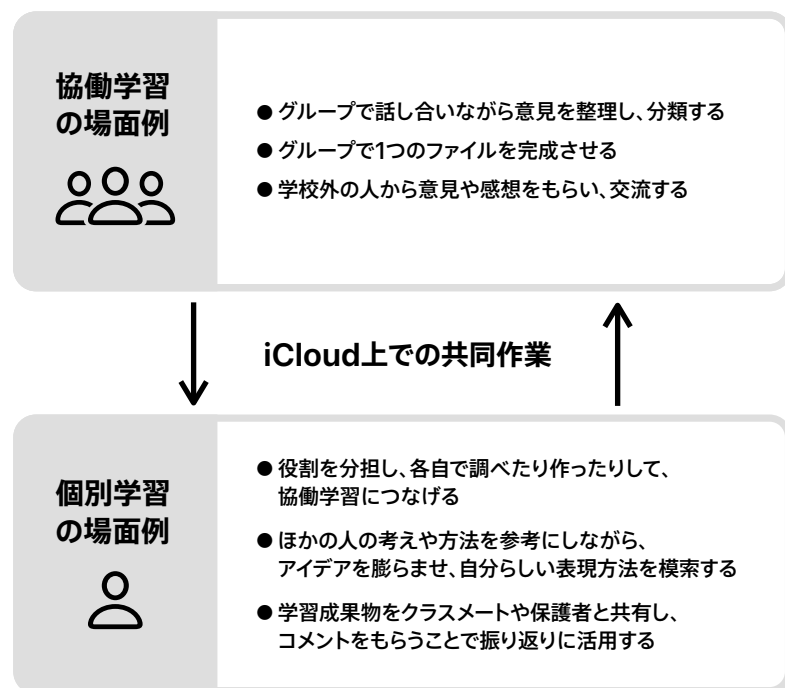 協働学習
の場面例
● グループで話し合いながら意見を整理し、分類する
● グループで1つのファイルを完成させる
● 学校外の人から意見や感想をもらい、交流する
iCloud上での共同作業
個別学習
の場面例
● 役割を分担し、各自で調べたり作ったりして、
協働学習につなげる
● ほかの人の考えや方法を参考にしながら、
アイデアを膨らませ、自分らしい表現方法を模索する
● 学習成果物をクラスメートや保護者と共有し、
コメントをもらうことで振り返りに活用する